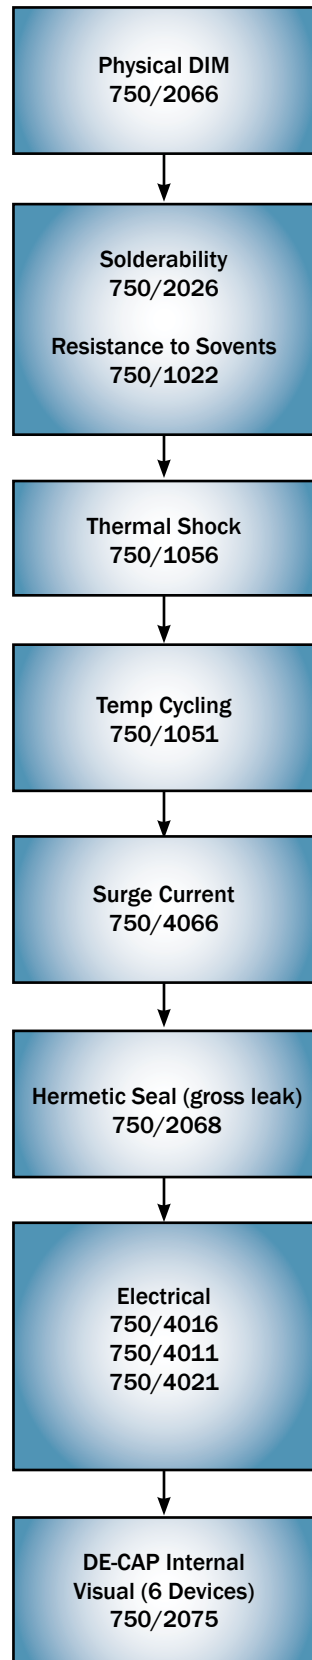 Physical DIM
750/2066
Solderability
750/2026
Resistance to Sovents
750/1022
Thermal Shock
750/1056
Temp Cycling
750/1051
Surge Current
750/4066
Hermetic Seal (gross leak)
750/2068
Electrical
750/4016
750/4011
750/4021
DE-CAP Internal
Visual (6 Devices)
750/2075